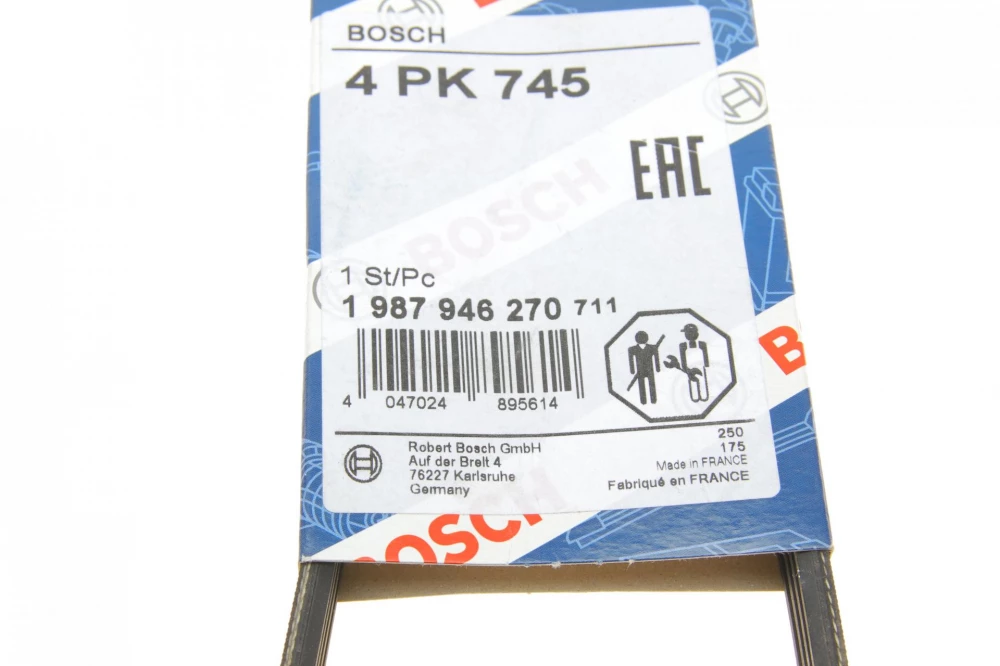 BOSCH
4 PK 745
EAC
BOSCH
1 St/Pc
1 987 946 270 711
4 047024 895614
250
175
Robert Bosch GmbH
Auf der Breit 4
76227 Karlsruhe
Germany
Made in FRANCE
Fabriqué en FRANCE
BOSCH